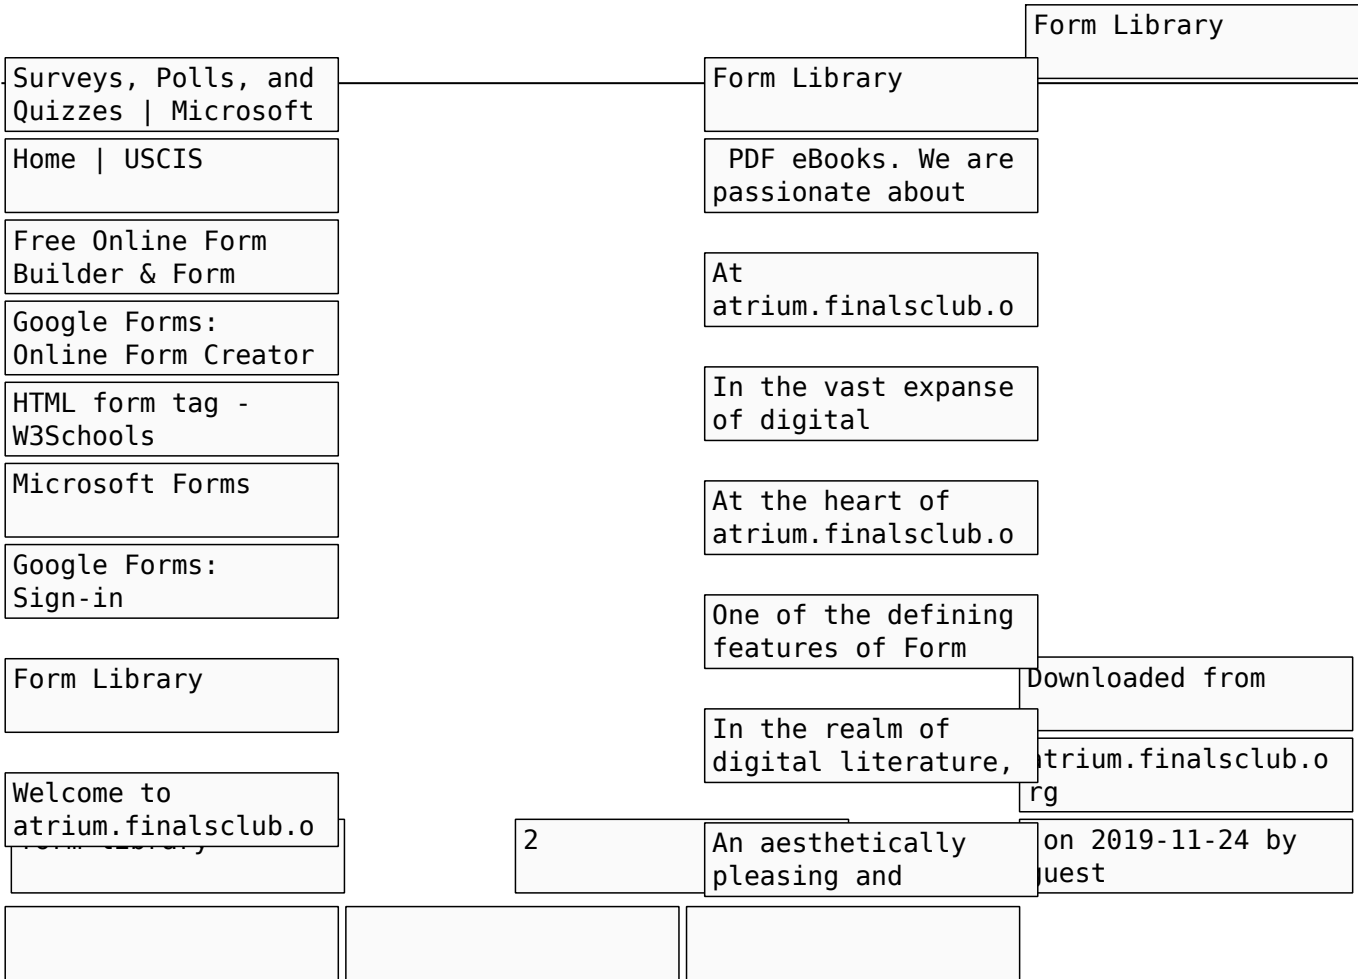 Form Library
Surveys, Polls, and
Quizzes | Microsoft
Home | USCIS
Free Online Form
Builder & Form
Google Forms:
Online Form Creator
HTML form tag -
W3Schools
Microsoft Forms
Google Forms:
Sign-in
Form Library
Welcome to
atrium.finalsclub.o
2
Form Library
PDF eBooks. We are
passionate about
At
atrium.finalsclub.o
In the vast expanse
of digital
At the heart of
atrium.finalsclub.o
One of the defining
features of Form
In the realm of
digital literature,
An aesthetically
pleasing and
Downloaded from
atrium.finalsclub.o
rg
on 2019-11-24 by
guest